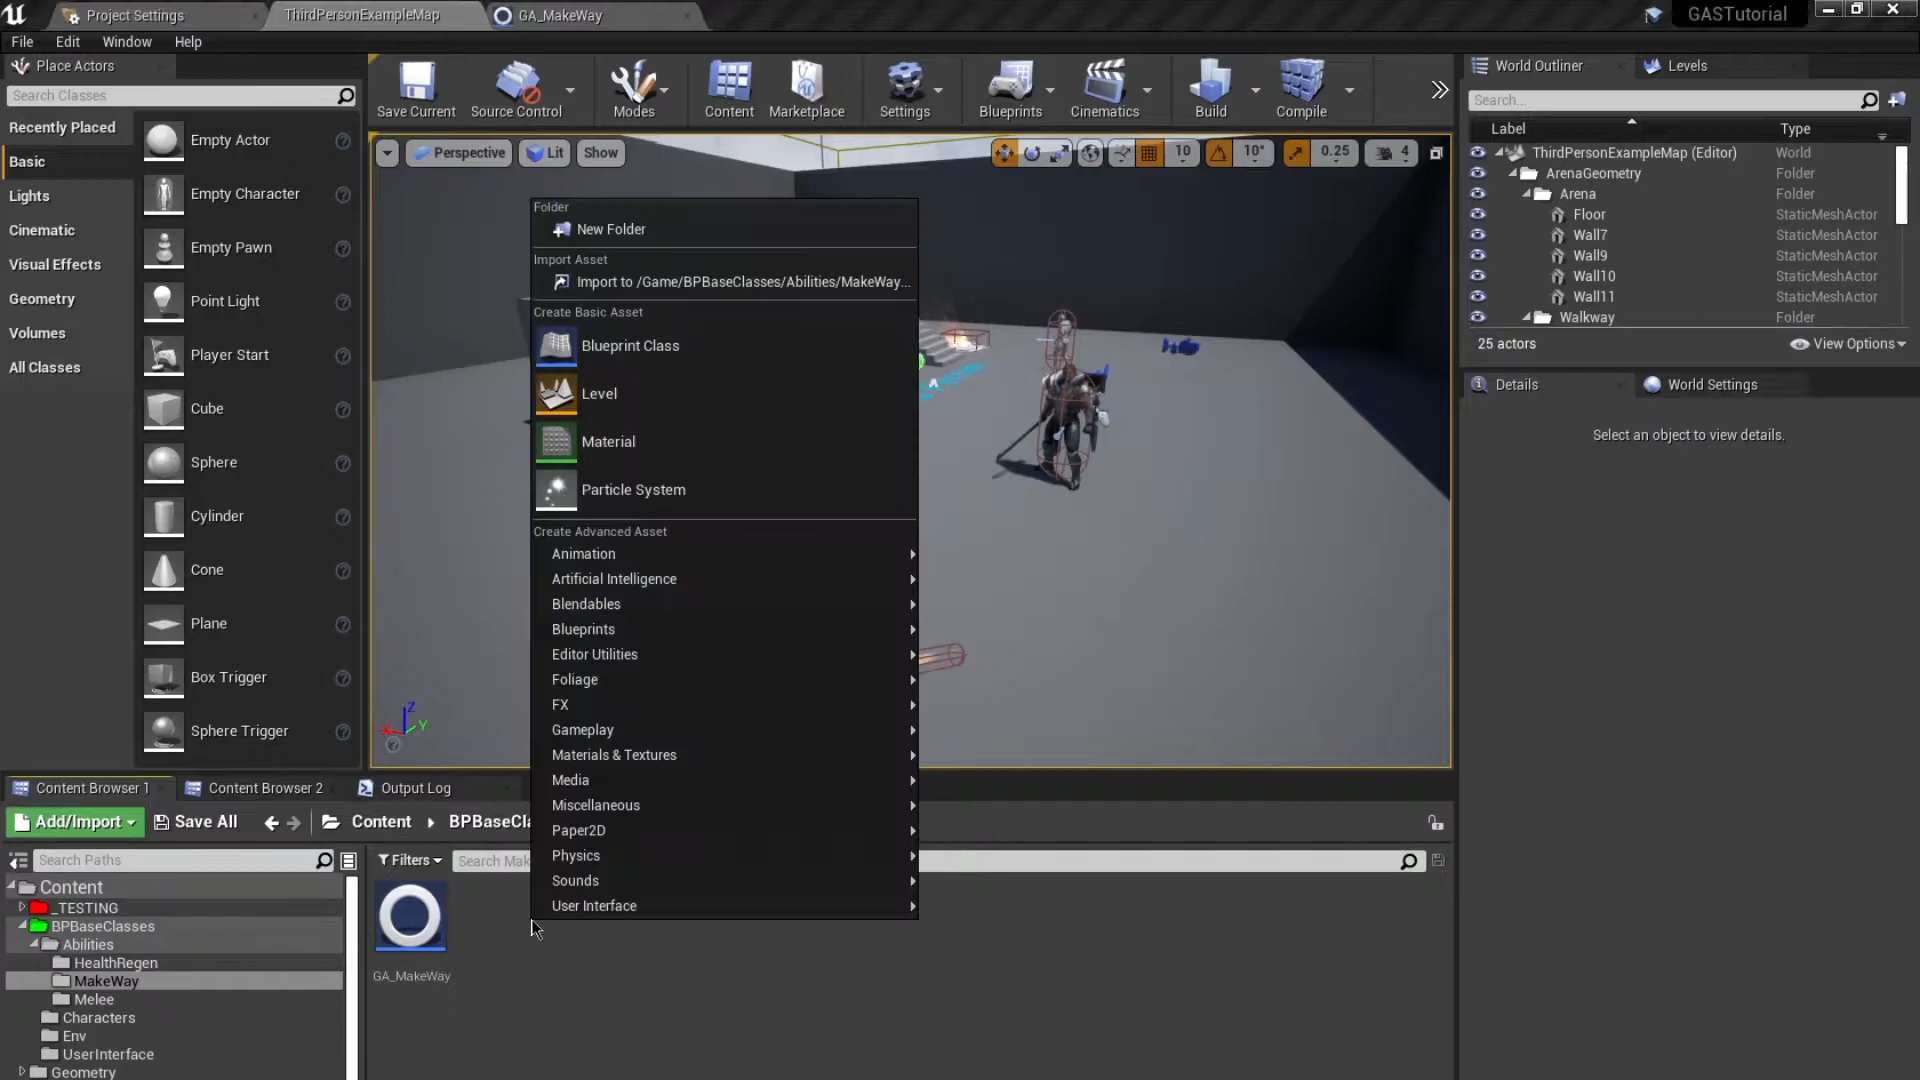 Project Settings
ThirdPersonExampleMap
GA_MakeWay
GASTutorial
File
Edit
Window
Help
Place Actors
Search Classes
Recently Placed
Basic
Lights
Cinematic
Visual Effects
Geometry
Volumes
All Classes
Empty Actor
Empty Character
Empty Pawn
Point Light
Player Start
Cube
Sphere
Cylinder
Cone
Plane
Box Trigger
Sphere Trigger
Save Current
Source Control
Modes
Content
Marketplace
Settings
Blueprints
Cinematics
Build
Compile
Perspective
Lit
Show
10
10°
0.25
4
Folder
New Folder
Import Asset
Import to /Game/BPBaseClasses/Abilities/MakeWay...
Create Basic Asset
Blueprint Class
Level
Material
Particle System
Create Advanced Asset
Animation
Artificial Intelligence
Blendables
Blueprints
Editor Utilities
Foliage
FX
Gameplay
Materials & Textures
Media
Miscellaneous
Paper2D
Physics
Sounds
User Interface
Z
Y
X
World Outliner
Levels
Search...
Label
Type
ThirdPersonExampleMap (Editor)
World
ArenaGeometry
Folder
Arena
Folder
Floor
StaticMeshActor
Wall7
StaticMeshActor
Wall9
StaticMeshActor
Wall10
StaticMeshActor
Wall11
StaticMeshActor
Walkway
Folder
25 actors
View Options
Details
World Settings
Select an object to view details.
Content Browser 1
Content Browser 2
Output Log
Add/Import
Save All
Content
BPBaseCla
Search Paths
Filters
Search Mak
Content
_TESTING
BPBaseClasses
Abilities
HealthRegen
MakeWay
Melee
Characters
Env
UserInterface
Geometry
GA_MakeWay